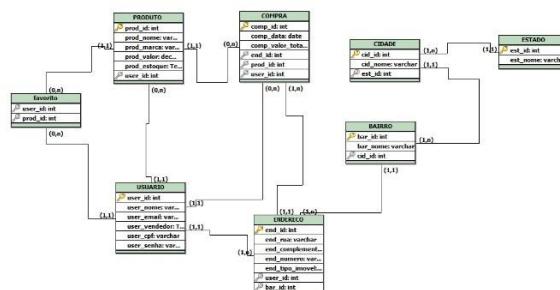 PRODUTO
prod_id: int
prod_nome: var...
prod_marca: varc...
prod_valor: dec...
prod_estoque: Te...
user_id: int
COMPRA
comp_id: int
comp_data: date
comp_valor_tota...
end_id: int
prod_id: int
user_id: int
CIDADE
cid_id: int
cid_nome: varchar
est_id: int
ESTADO
est_id: int
est_nome: varch
favorito
user_id: int
prod_id: int
BAIRRO
bar_id: int
bar_nome: varchar
cid_id: int
USUARIO
user_id: int
user_nome: var...
user_email: var...
user_vendedor: T...
user_cpf: varchar
user_senha: var...
ENDERECO
end_id: int
end_rua: varchar
end_complement...
end_numero: var...
end_tipo_imovel:...
user_id: int
bar_id: int
(1,1)
(1,1)
(0,n)
(0,n)
(0,n)
(0,n)
(0,n)
(1,n)
(1,n)
(1,1)
(1,n)
(1,1)
(1,1)
(1,1)
(1,1)
(1,1)
(1,n)
(1,1)